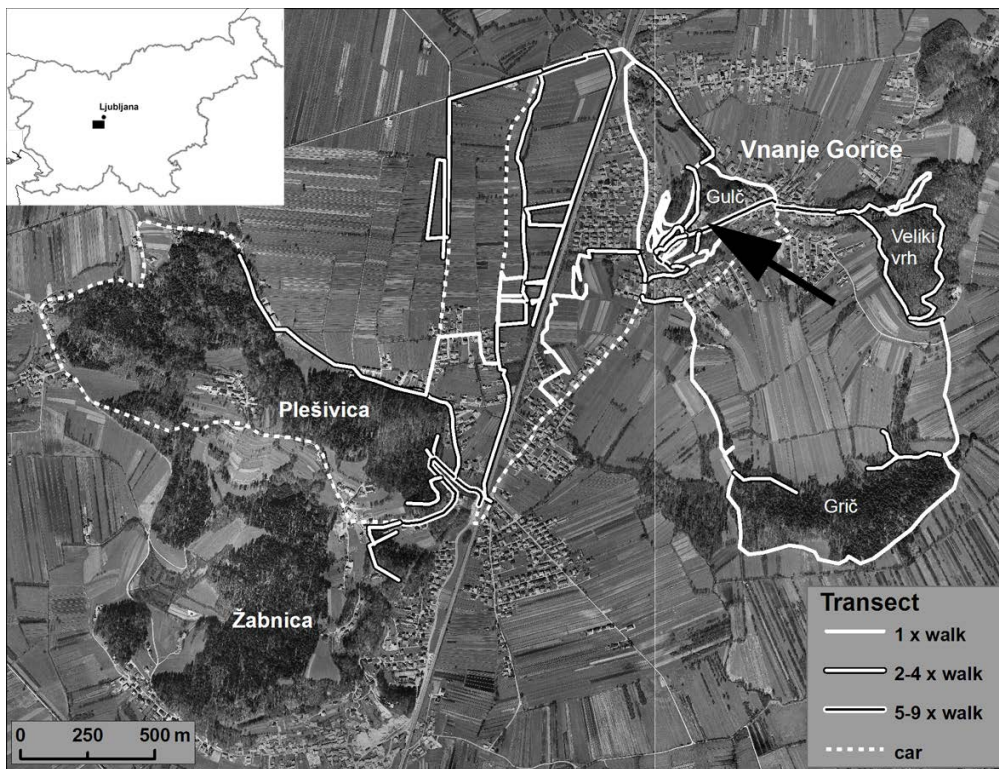 Ljubljana
Vnanje Gorice
Gulč
Veliki
vrh
Plešivica
Grič
Žabnica
Transect
1 x walk
2-4 x walk
5-9 x walk
car
0 250 500 m